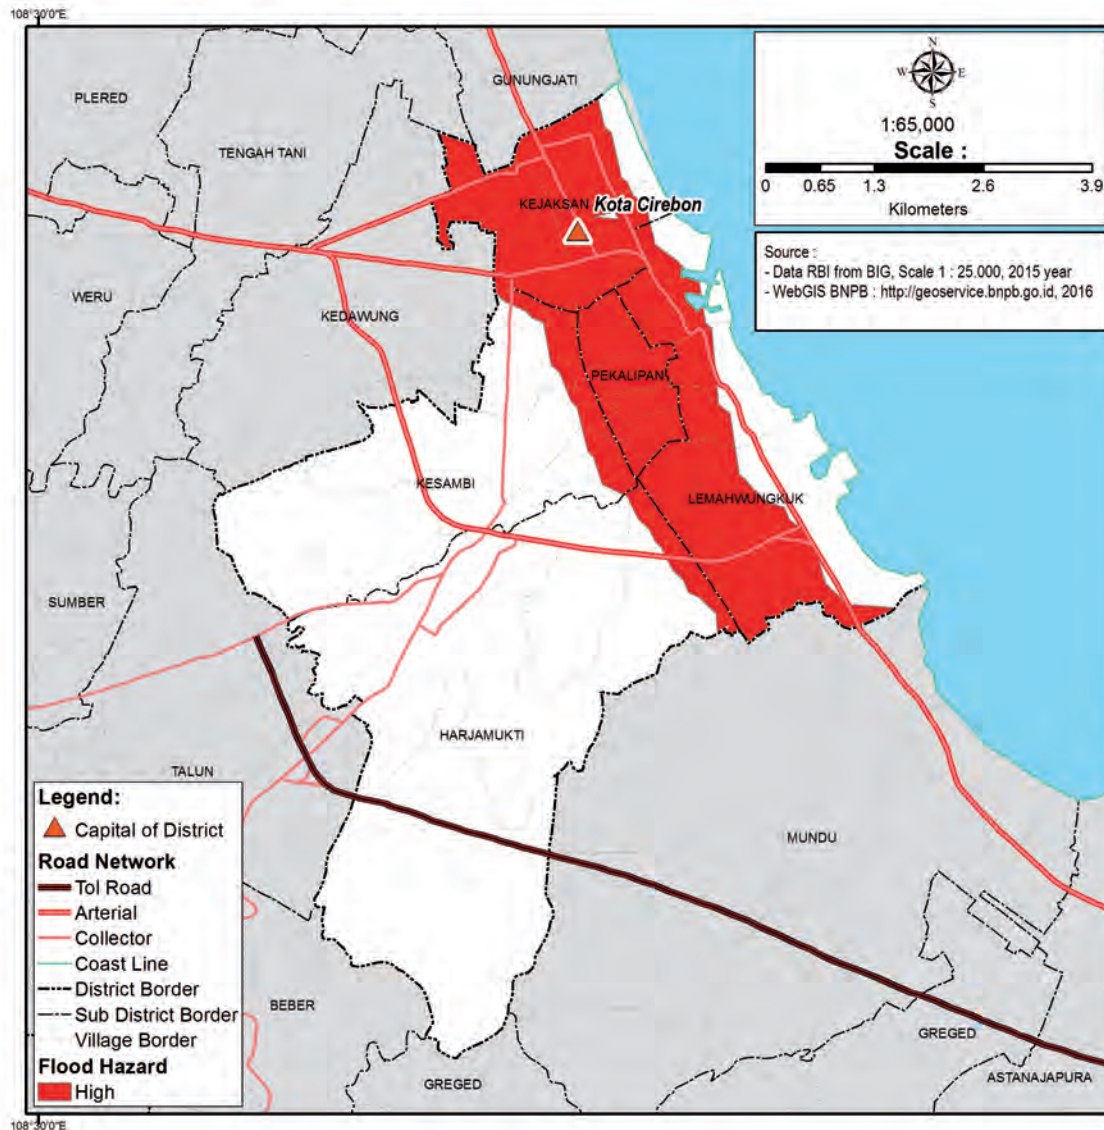 108°30'0"E
GUNUNGJATI
PLERED
TENGAH TANI
KEJAKSAN
Kota Cirebon
WERU
KEDAWUNG
PEKALIPAN
KESAMBI
LEMAHWUNGKUK
SUMBER
HARJAMUKTI
TALUN
MUNDU
BEBER
GREGED
GREGED
ASTANAJAPURA
N
W
E
S
1:65,000
Scale :
0 0.65 1.3 2.6 3.9
Kilometers
Source :
- Data RBI from BIG, Scale 1 : 25.000, 2015 year
- WebGIS BNPB : http://geoservice.bnpb.go.id, 2016
Legend:
Capital of District
Road Network
Tol Road
Arterial
Collector
Coast Line
District Border
Sub District Border
Village Border
Flood Hazard
High
108°30'0"E